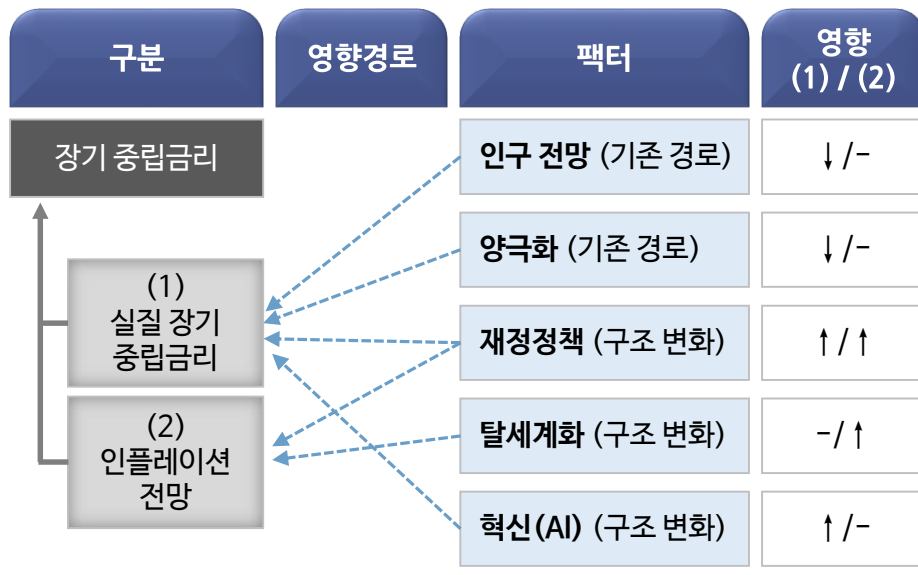 구분
영향경로
팩터
영향
(1) / (2)
장기 중립금리
(1)
실질 장기
중립금리
(2)
인플레이션
전망
인구 전망 (기존 경로)
↓ /-
양극화 (기존 경로)
↓ /-
재정정책 (구조 변화)
↑ / ↑
탈세계화 (구조 변화)
-/ ↑
혁신(AI) (구조 변화)
↑ /-